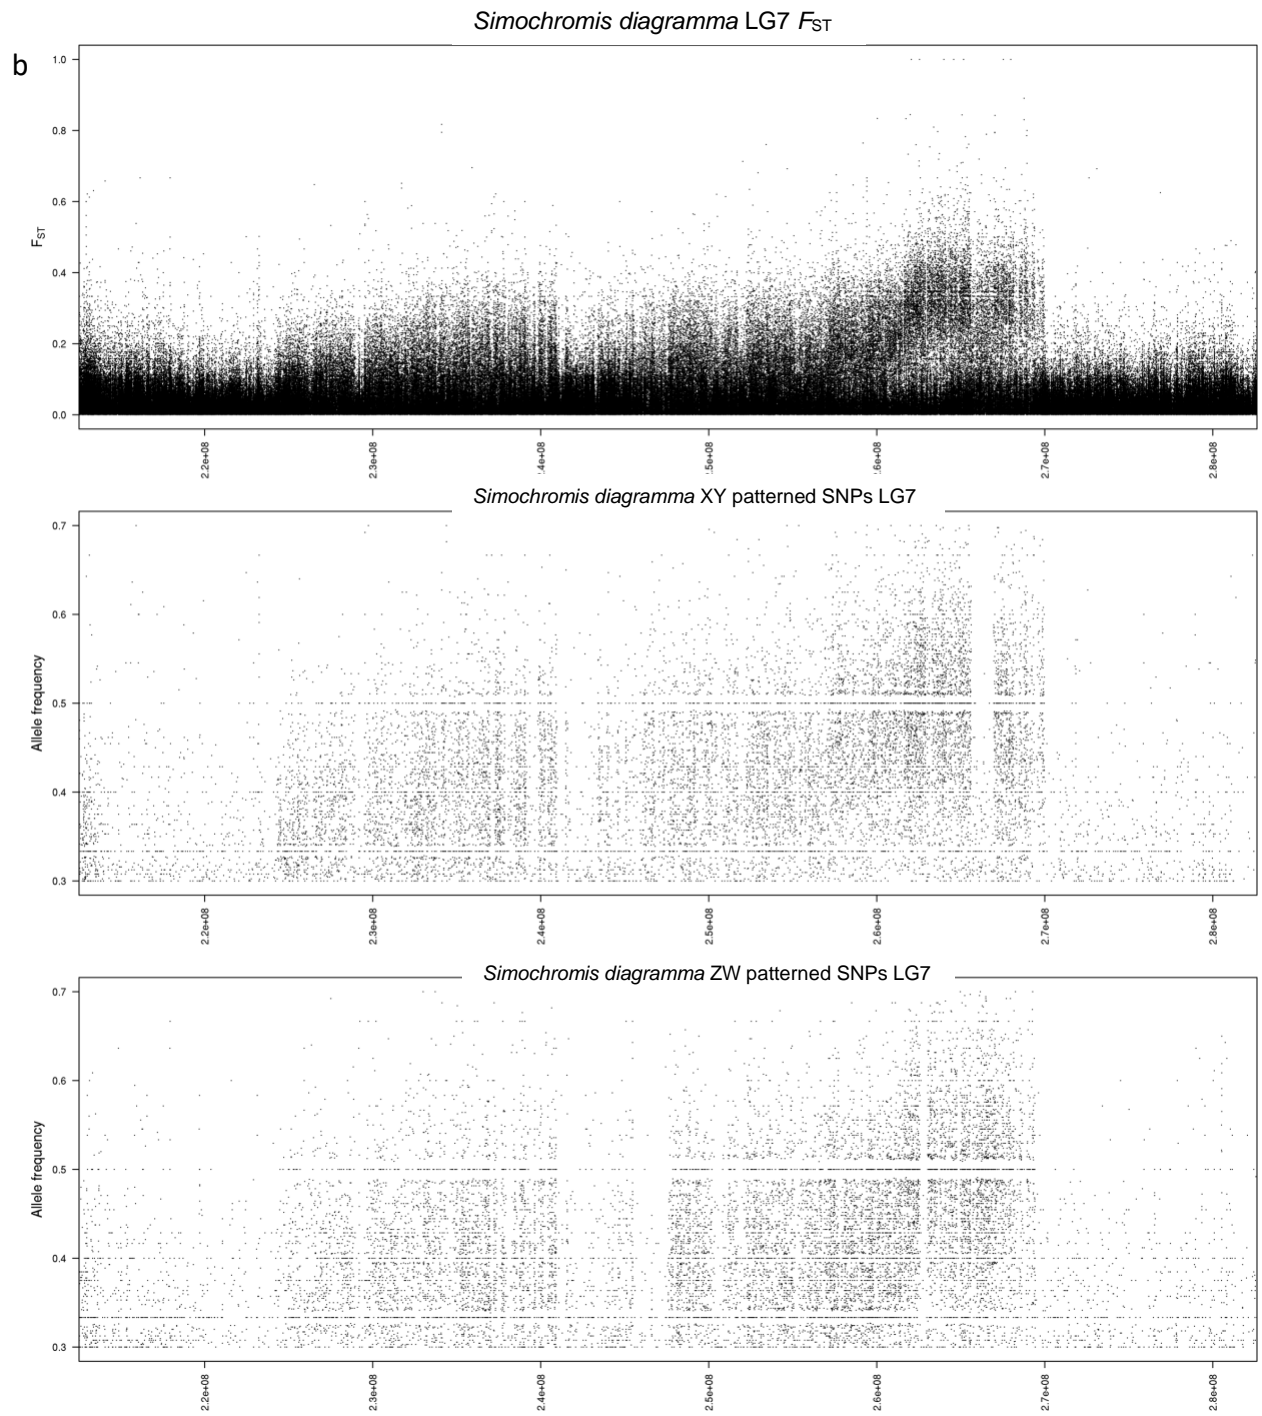 Simochromis diagramma LG7 FST
b
1.0
0.8
0.6
0.4
0.2
0.0
FST
2.2e+08 2.3e+08 .4e+08 .5e+08 .6e+08 2.7e+08 2.8e+08
Simochromis diagramma XY patterned SNPs LG7
0.7
0.6
0.5
0.4
0.3
Allele frequency
2.2e+08 2.3e+08 2.4e+08 2.5e+08 2.6e+08 2.7e+08 2.8e+08
Simochromis diagramma ZW patterned SNPs LG7
0.7
0.6
0.5
0.4
0.3
Allele frequency
2.2e+08 2.3e+08 2.4e+08 2.5e+08 2.6e+08 2.7e+08 2.8e+08